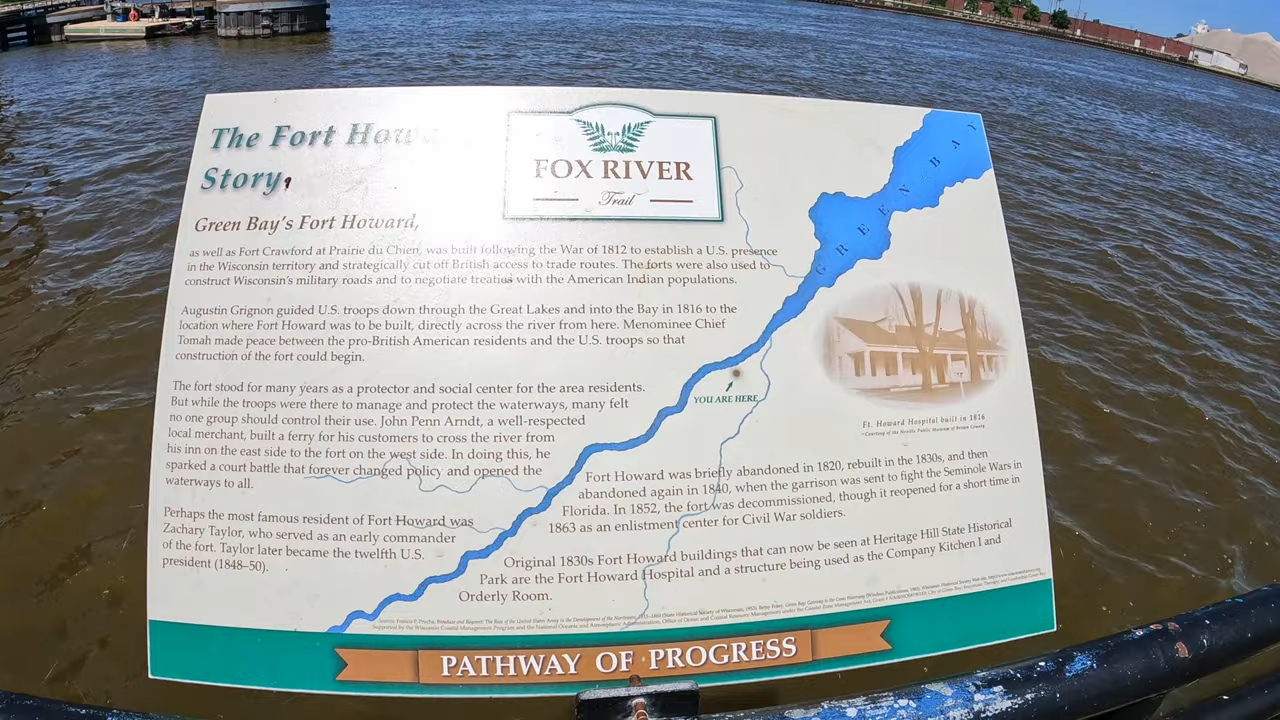 The Fort How
Story
FOX RIVER
Trail
Green Bay's Fort Howard,
as well as Fort Crawford at Prairie du Chien, was built following the War of 1812 to establish a U.S. presence
in the Wisconsin territory and strategically cut off British access to trade routes. The forts were also used to
construct Wisconsin's military roads and to negotiate treaties with the American Indian populations.
Augustin Grignon guided U.S. troops down through the Great Lakes and into the Bay in 1816 to the
location where Fort Howard was to be built, directly across the river from here. Menominee Chief
Tomah made peace between the pro-British American residents and the U.S. troops so that
construction of the fort could begin.
The fort stood for many years as a protector and social center for the area residents.
But while the troops were there to manage and protect the waterways, many felt
no one group should control their use. John Penn Arndt, a well-respected
local merchant, built a ferry for his customers to cross the river from
his inn on the east side to the fort on the west side. In doing this, he
sparked a court battle that forever changed policy and opened the
waterways to all.
Perhaps the most famous resident of Fort Howard was
Zachary Taylor, who served as an early commander
of the fort. Taylor later became the twelfth U.S.
president (1848–50).
GREEN BAY
YOU ARE HERE
Ft. Howard Hospital built in 1816
~Courtesy of the Neville Public Museum of Brown County
Fort Howard was briefly abandoned in 1820, rebuilt in the 1830s, and then
abandoned again in 1840, when the garrison was sent to fight the Seminole Wars in
Florida. In 1852, the fort was decommissioned, though it reopened for a short time in
1863 as an enlistment center for Civil War soldiers.
Original 1830s Fort Howard buildings that can now be seen at Heritage Hill State Historical
Park are the Fort Howard Hospital and a structure being used as the Company Kitchen I and
Orderly Room.
PATHWAY OF PROGRESS